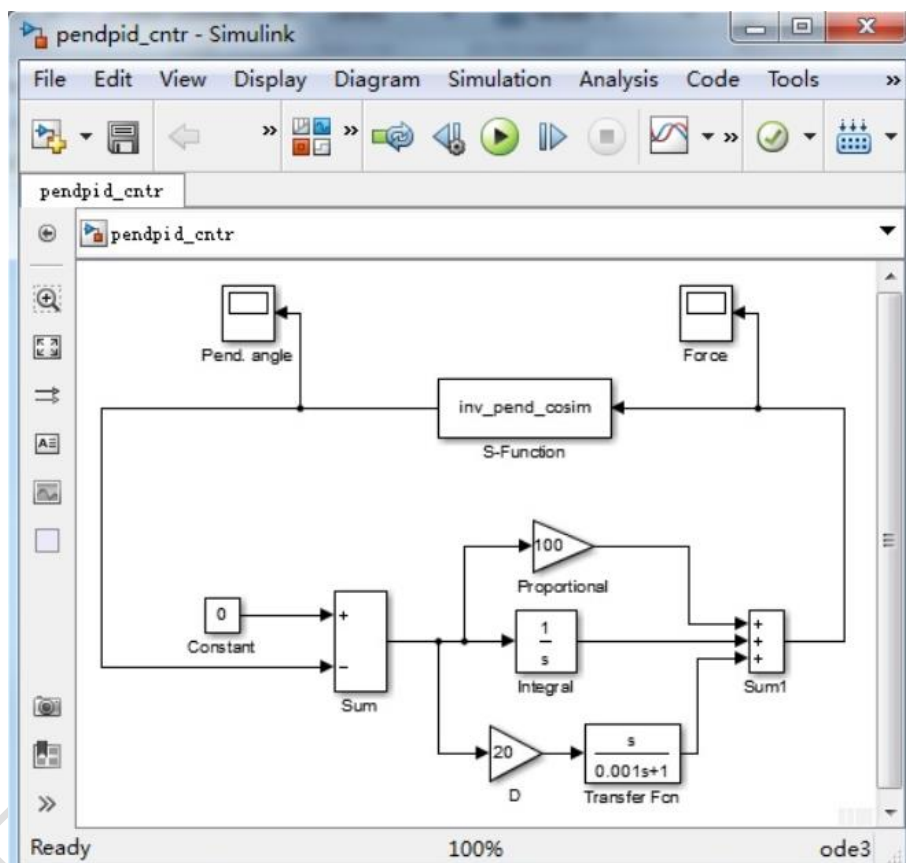 pendpid_cntr - Simulink
File Edit View Display Diagram Simulation Analysis Code Tools »
» »  »
pendpid_cntr
pendpid_cntr
Pend. angle
Force
inv_pend_cosim
S-Function
100
Proportional
0
Constant
+
−
Sum
1
s
Integral
+
+
+
Sum1
20
D
s
0.001s+1
Transfer Fcn
»
Ready 100% ode3